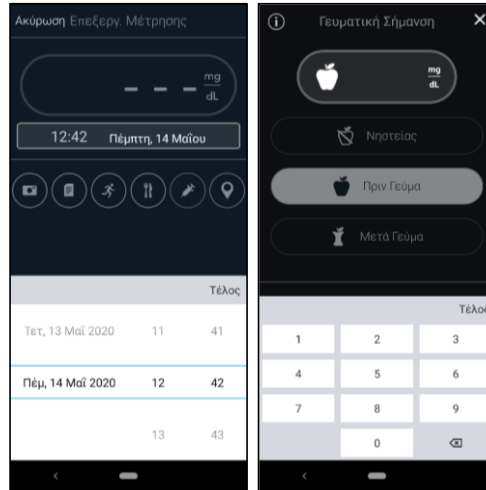 Ακύρωση Επεξεργ. Μέτρησης
– – – mg dL
12:42 Πέμπτη, 14 Μαΐου
Τέλος
Τετ, 13 Μαΐ 2020 11 41
Πέμ, 14 Μαΐ 2020 12 42
13 43
Γευματική Σήμανση ✕
mg dL
Νηστείας
Πριν Γεύμα
Μετά Γεύμα
Τέλος
1 2 3
4 5 6
7 8 9
0